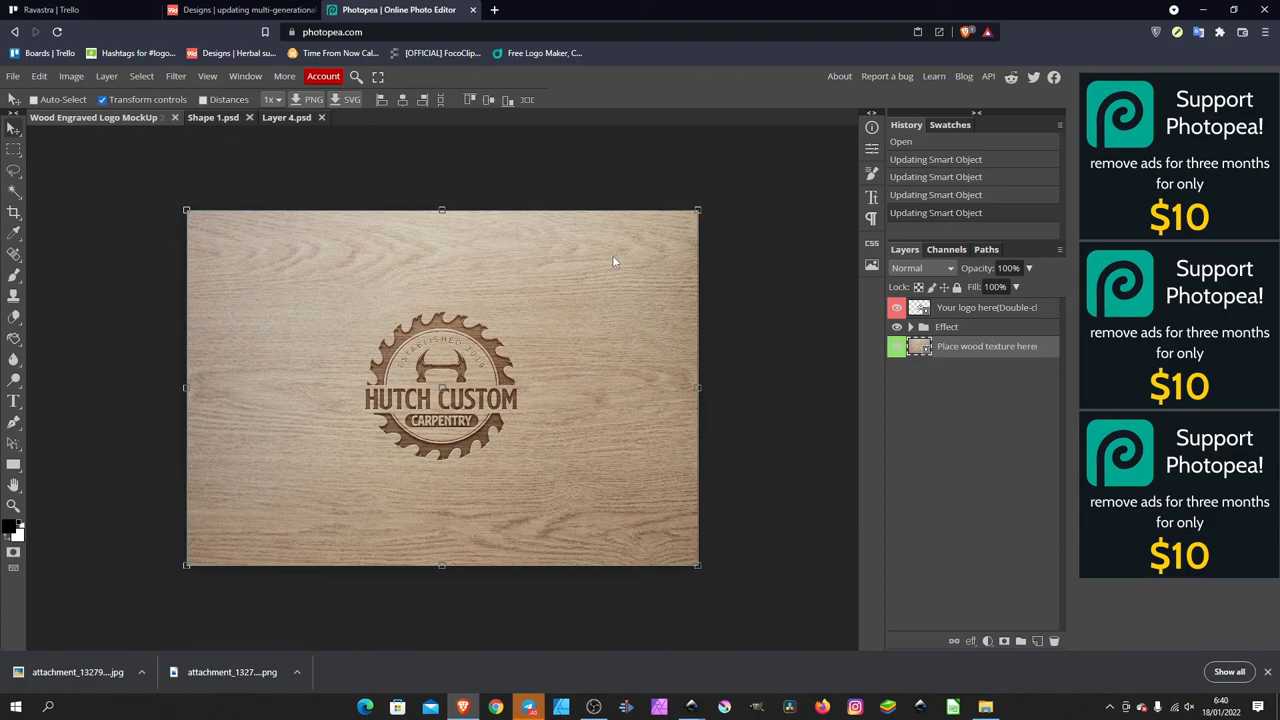 Ravastra | Trello
Designs | updating multi-generational
Photopea | Online Photo Editor
photopea.com
Boards | Trello
Hashtags for #logo...
Designs | Herbal su...
Time From Now Cal...
[OFFICIAL] FocoClip...
Free Logo Maker, C...
File Edit Image Layer Select Filter View Window More Account
About Report a bug Learn Blog API
Auto-Select Transform controls Distances 1x PNG SVG
Wood Engraved Logo MockUp
Shape 1.psd
Layer 4.psd
History Swatches
Open
Updating Smart Object
Updating Smart Object
Updating Smart Object
Updating Smart Object
CSS
Layers Channels Paths
Normal Opacity: 100%
Lock: Fill: 100%
Your logo here(Double-cl
Effect
Place wood texture here
ESTABLISHED 2019
HUTCH CUSTOM
CARPENTRY
eff
Support
Photopea!
remove ads for three months
for only
$10
Support
Photopea!
remove ads for three months
for only
$10
Support
Photopea!
remove ads for three months
for only
$10
attachment_13279....jpg
attachment_1327....png
Show all
6:40
18/01/2022